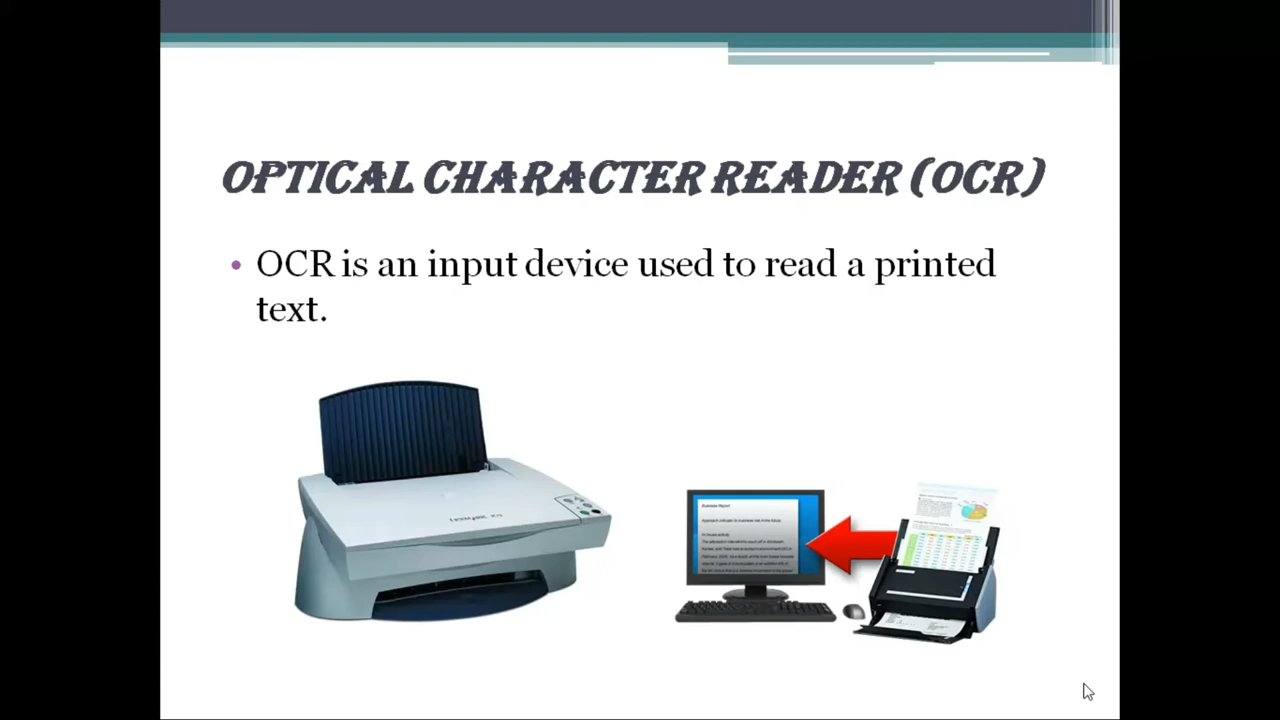 OPTICAL CHARACTER READER (OCR)
• OCR is an input device used to read a printed
text.